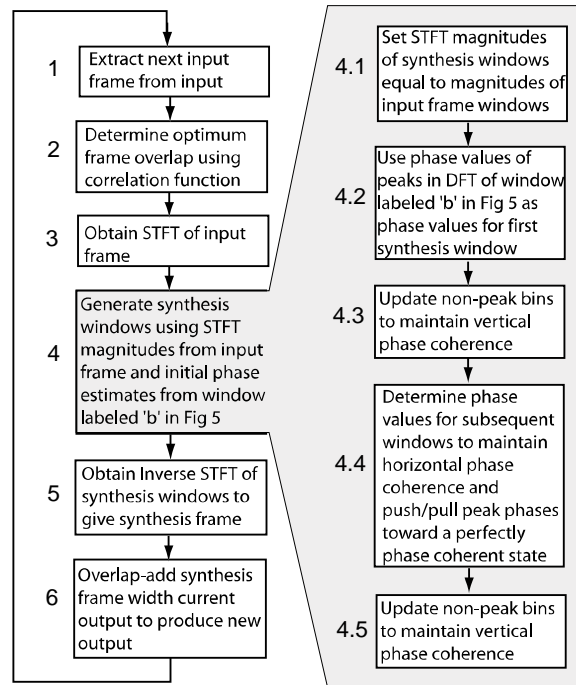 1
Extract next input
frame from input
2
Determine optimum
frame overlap using
correlation function
3
Obtain STFT of input
frame
4
Generate synthesis
windows using STFT
magnitudes from input
frame and initial phase
estimates from window
labeled 'b' in Fig 5
5
Obtain Inverse STFT of
synthesis windows to
give synthesis frame
6
Overlap-add synthesis
frame width current
output to produce new
output
4.1
Set STFT magnitudes
of synthesis windows
equal to magnitudes of
input frame windows
4.2
Use phase values of
peaks in DFT of window
labeled 'b' in Fig 5 as
phase values for first
synthesis window
4.3
Update non-peak bins
to maintain vertical
phase coherence
4.4
Determine phase
values for subsequent
windows to maintain
horizontal phase
coherence and
push/pull peak phases
toward a perfectly
phase coherent state
4.5
Update non-peak bins
to maintain vertical
phase coherence